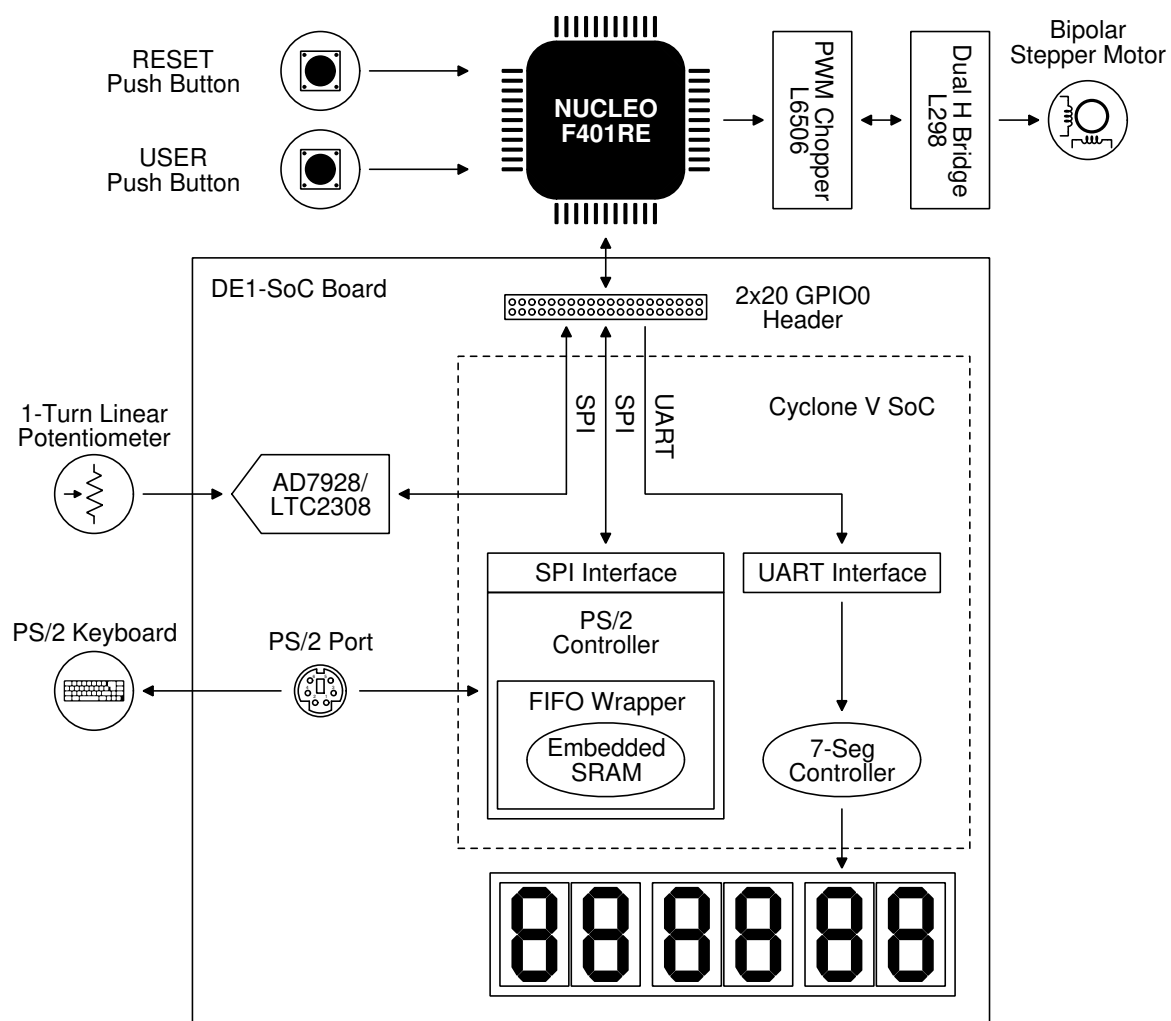 RESET
Push Button
USER
Push Button
NUCLEO
F401RE
PWM Chopper
L6506
Dual H Bridge
L298
Bipolar
Stepper Motor
DE1-SoC Board
2x20 GPIO0
Header
SPI
SPI
UART
Cyclone V SoC
1-Turn Linear
Potentiometer
AD7928/
LTC2308
SPI Interface
UART Interface
PS/2
Controller
PS/2 Keyboard
PS/2 Port
FIFO Wrapper
Embedded
SRAM
7-Seg
Controller
888888